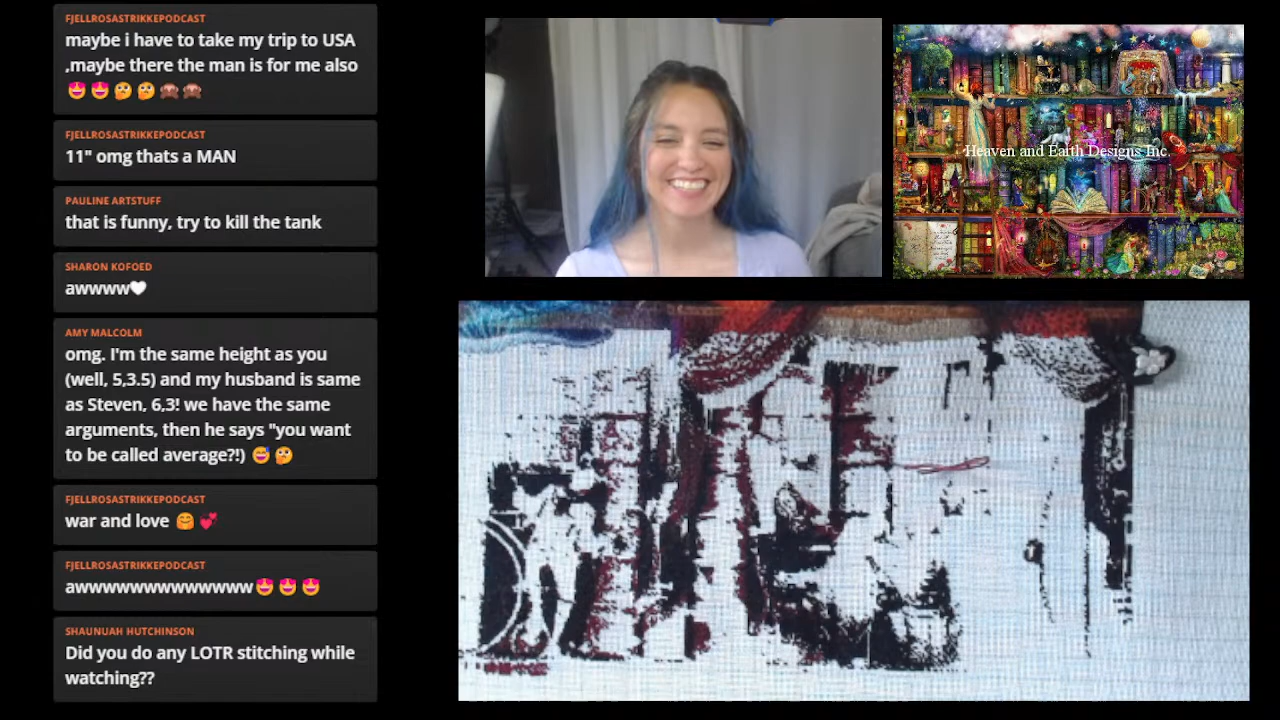 FJELLROSASTRIKKEPODCAST
maybe i have to take my trip to USA
,maybe there the man is for me also
😍 😍 🤔 🤔 🙈 🙈
FJELLROSASTRIKKEPODCAST
11" omg thats a MAN
PAULINE ARTSTUFF
that is funny, try to kill the tank
SHARON KOFOED
awwww🤍
AMY MALCOLM
omg. I'm the same height as you
(well, 5,3.5) and my husband is same
as Steven, 6,3! we have the same
arguments, then he says "you want
to be called average?!) 😅 🤔
FJELLROSASTRIKKEPODCAST
war and love 🤗 💞
FJELLROSASTRIKKEPODCAST
awwwwwwwwwwwwww😍 😍 😍
SHAUNUAH HUTCHINSON
Did you do any LOTR stitching while
watching??
Heaven and Earth Designs Inc.